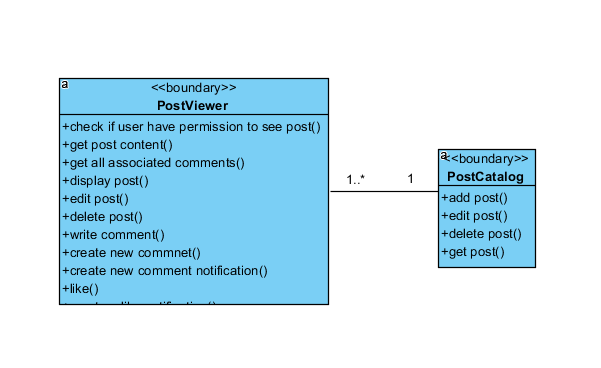 a
<<boundary>>
PostViewer
+check if user have permission to see post()
+get post content()
+get all associated comments()
+display post()
+edit post()
+delete post()
+write comment()
+create new commnet()
+create new comment notification()
+like()
1..*
1
a
<<boundary>>
PostCatalog
+add post()
+edit post()
+delete post()
+get post()